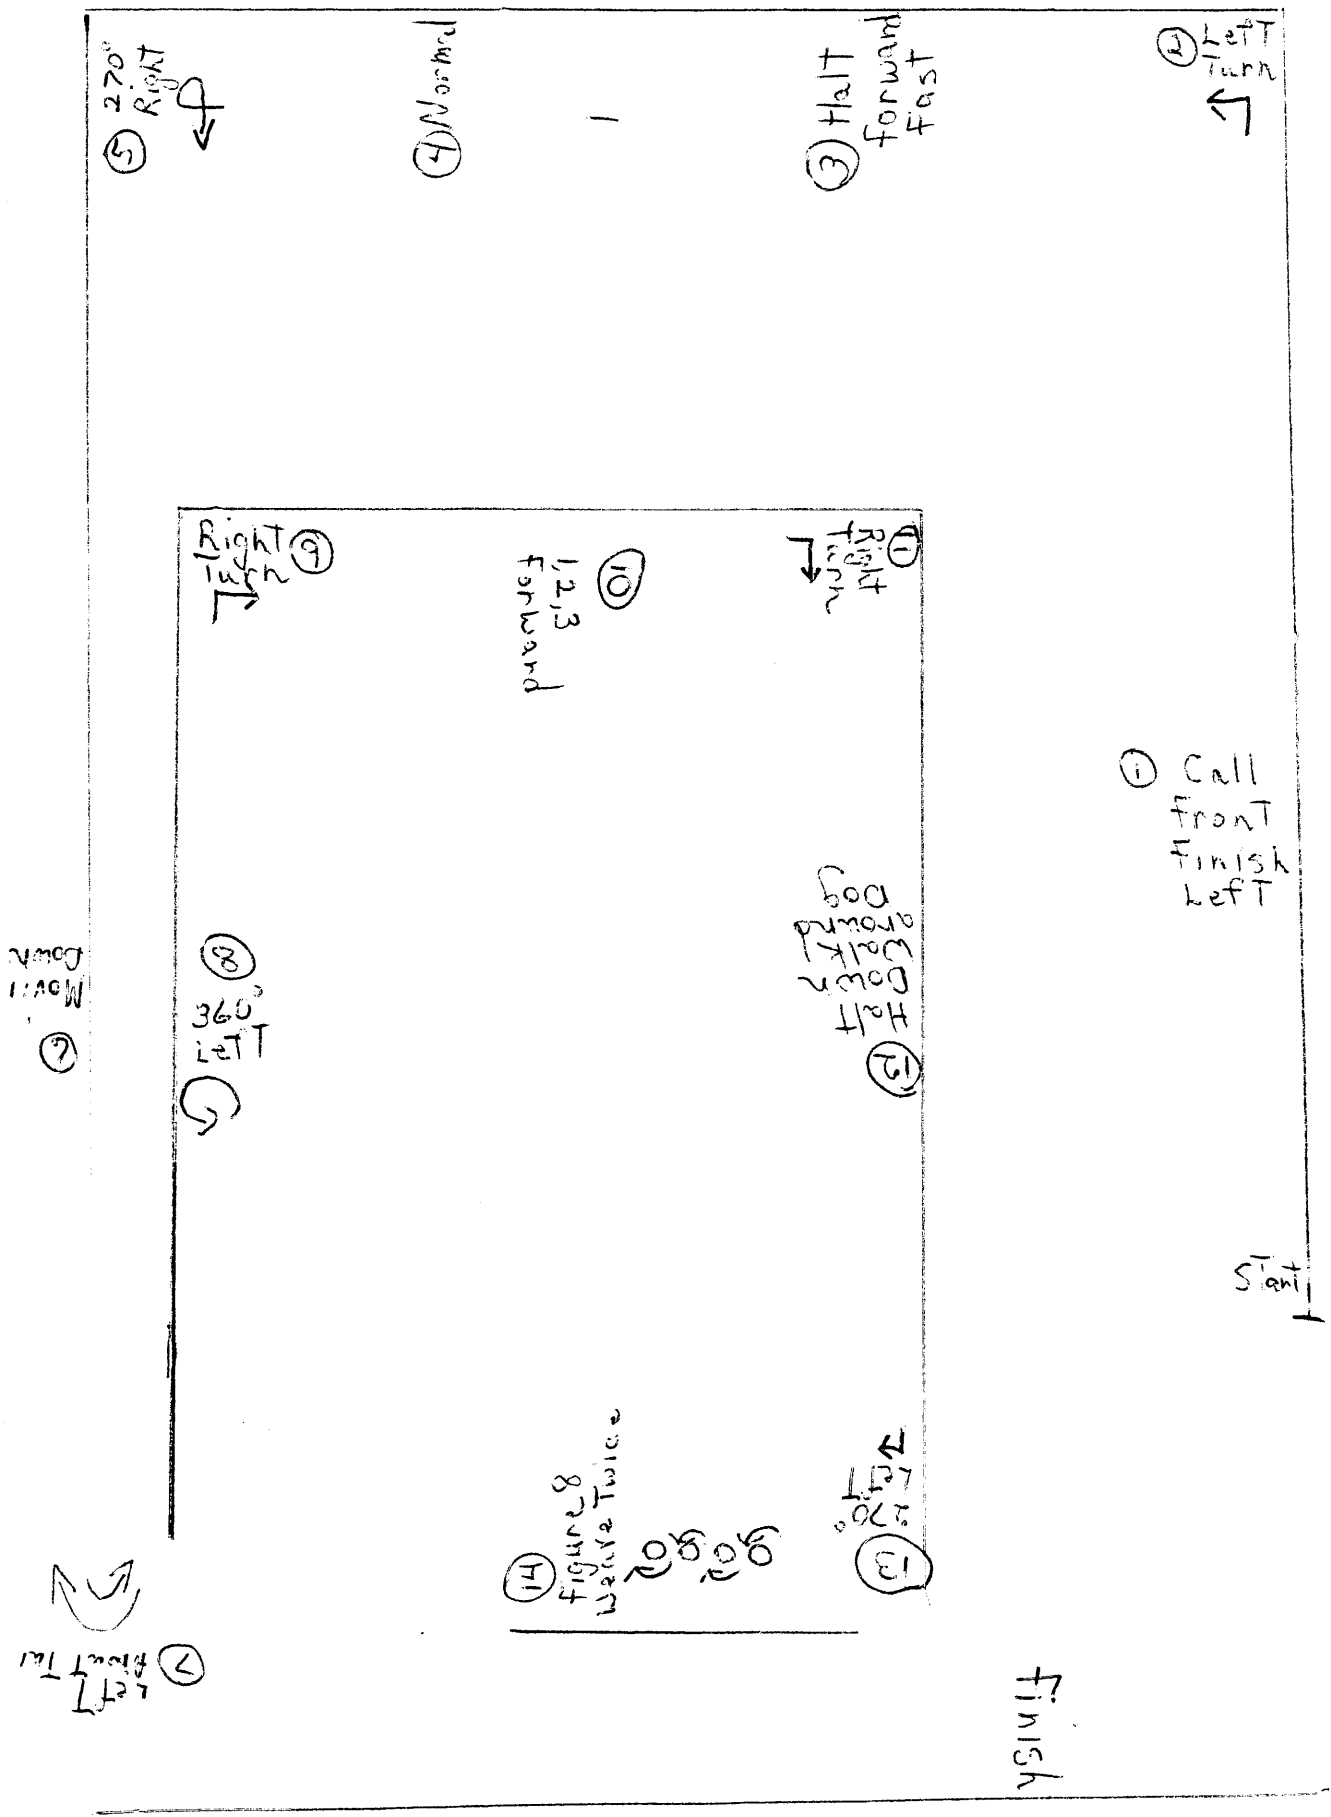 Start
① Call
Front
Finish
Left
② Left
Turn
③ Halt
Forward
Fast
1
④ Normal
⑤ 270°
Right
⑥
Down
⑦ Left
About
⑧
360°
Left
Right ⑨
Turn
⑩
1,2,3
Forward
⑪
Right
Turn
⑫ Halt
Down
Walk
around
Dog
⑬
270°
Left
⑭
Figure 8
Weave Twice
Finish